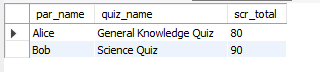 par_name quiz_name scr_total
Alice General Knowledge Quiz 80
Bob Science Quiz 90